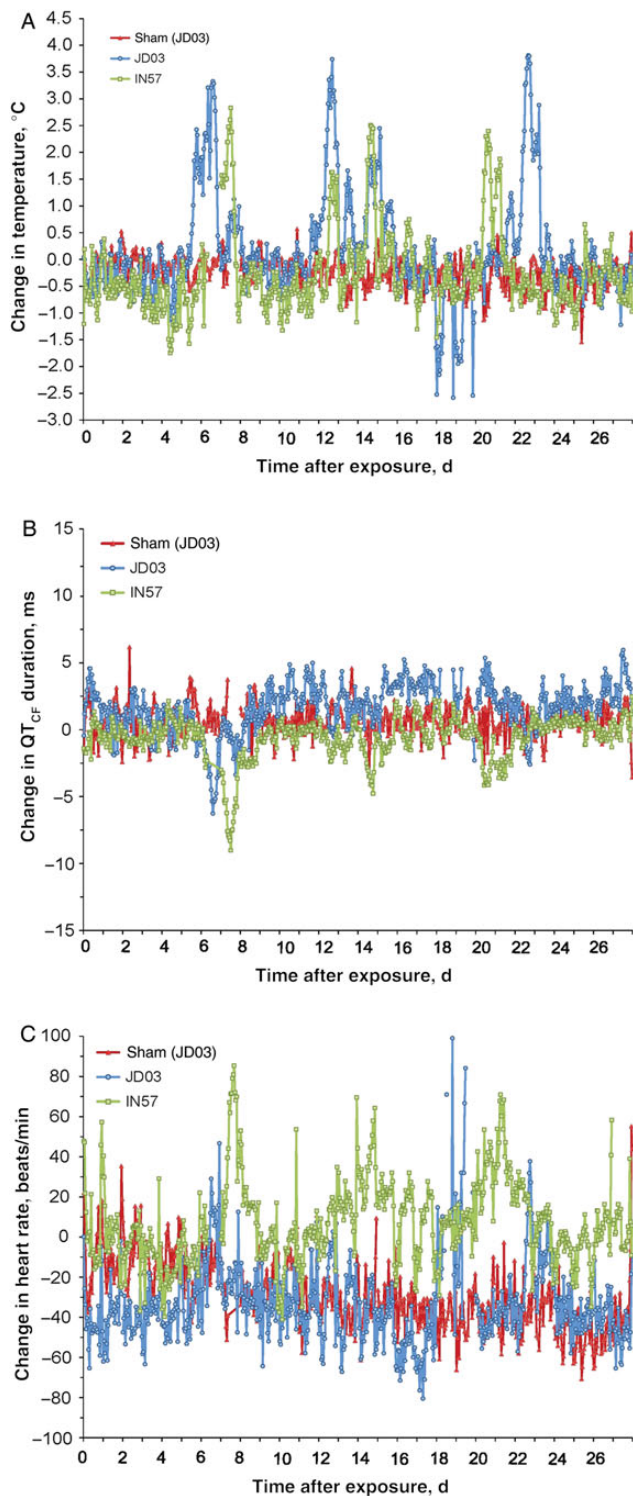 A
4.5
4.0
3.5
3.0
2.5
2.0
1.5
1.0
0.5
0.0
−0.5
−1.0
−1.5
−2.0
−2.5
−3.0
Change in temperature, °C
Sham (JD03)
JD03
IN57
0 2 4 6 8 10 12 14 16 18 20 22 24 26
Time after exposure, d
B
15
10
5
0
−5
−10
−15
Change in QTCF duration, ms
Sham (JD03)
JD03
IN57
0 2 4 6 8 10 12 14 16 18 20 22 24 26
Time after exposure, d
C
100
80
60
40
20
0
−20
−40
−60
−80
−100
Change in heart rate, beats/min
Sham (JD03)
JD03
IN57
0 2 4 6 8 10 12 14 16 18 20 22 24 26
Time after exposure, d